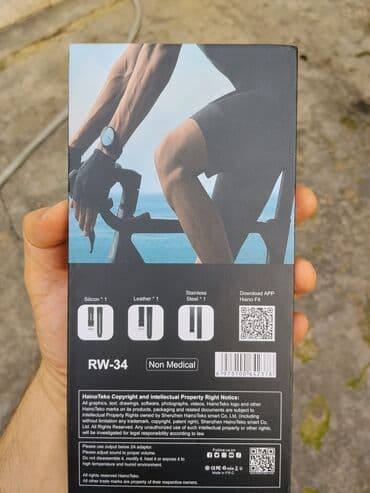 Silicon * 1
Leather * 1
Stainless
Steel * 1
Download APP
Haino Fit
RW-34
Non Medical
HainoTeko Copyright and Intellectual Property Right Notice:
All graphics, text, drawings, software, photographs, videos, HainoTeko logo and other
HainoTeko marks on its products, packaging and related documents are subject to
Intellectual Property Rights Owned by Shenzhen HainoTeko smart Co Ltd. (including
without limitation any trademark, copyright, patent right), Shenzhen HainoTeko smart Co.
Ltd. All Rights Reserved. Any unauthorized use of such intellectual property or other rights,
will be investigated for legal responsibility according to law.
Please use output below 2A adaptor.
Please adjust sound to proper volume.
Do not disassemble it, modify it, heat it or expose it to
high temperature and humid environment.
Follow us on
Made in P.R.C
All rights reserved.
All other trade marks are property of their respective owners.